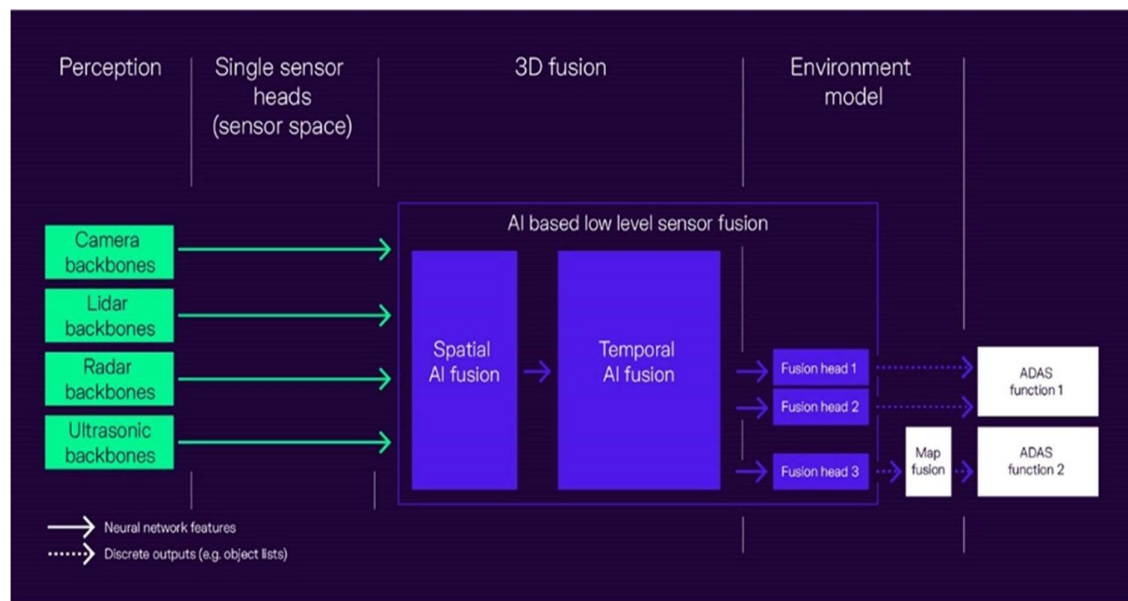 Perception
Single sensor
heads
(sensor space)
3D fusion
Environment
model
AI based low level sensor fusion
Camera
backbones
Lidar
backbones
Radar
backbones
Ultrasonic
backbones
Spatial
AI fusion
Temporal
AI fusion
Fusion head 1
Fusion head 2
Fusion head 3
Map
fusion
ADAS
function 1
ADAS
function 2
Neural network features
Discrete outputs (e.g. object lists)